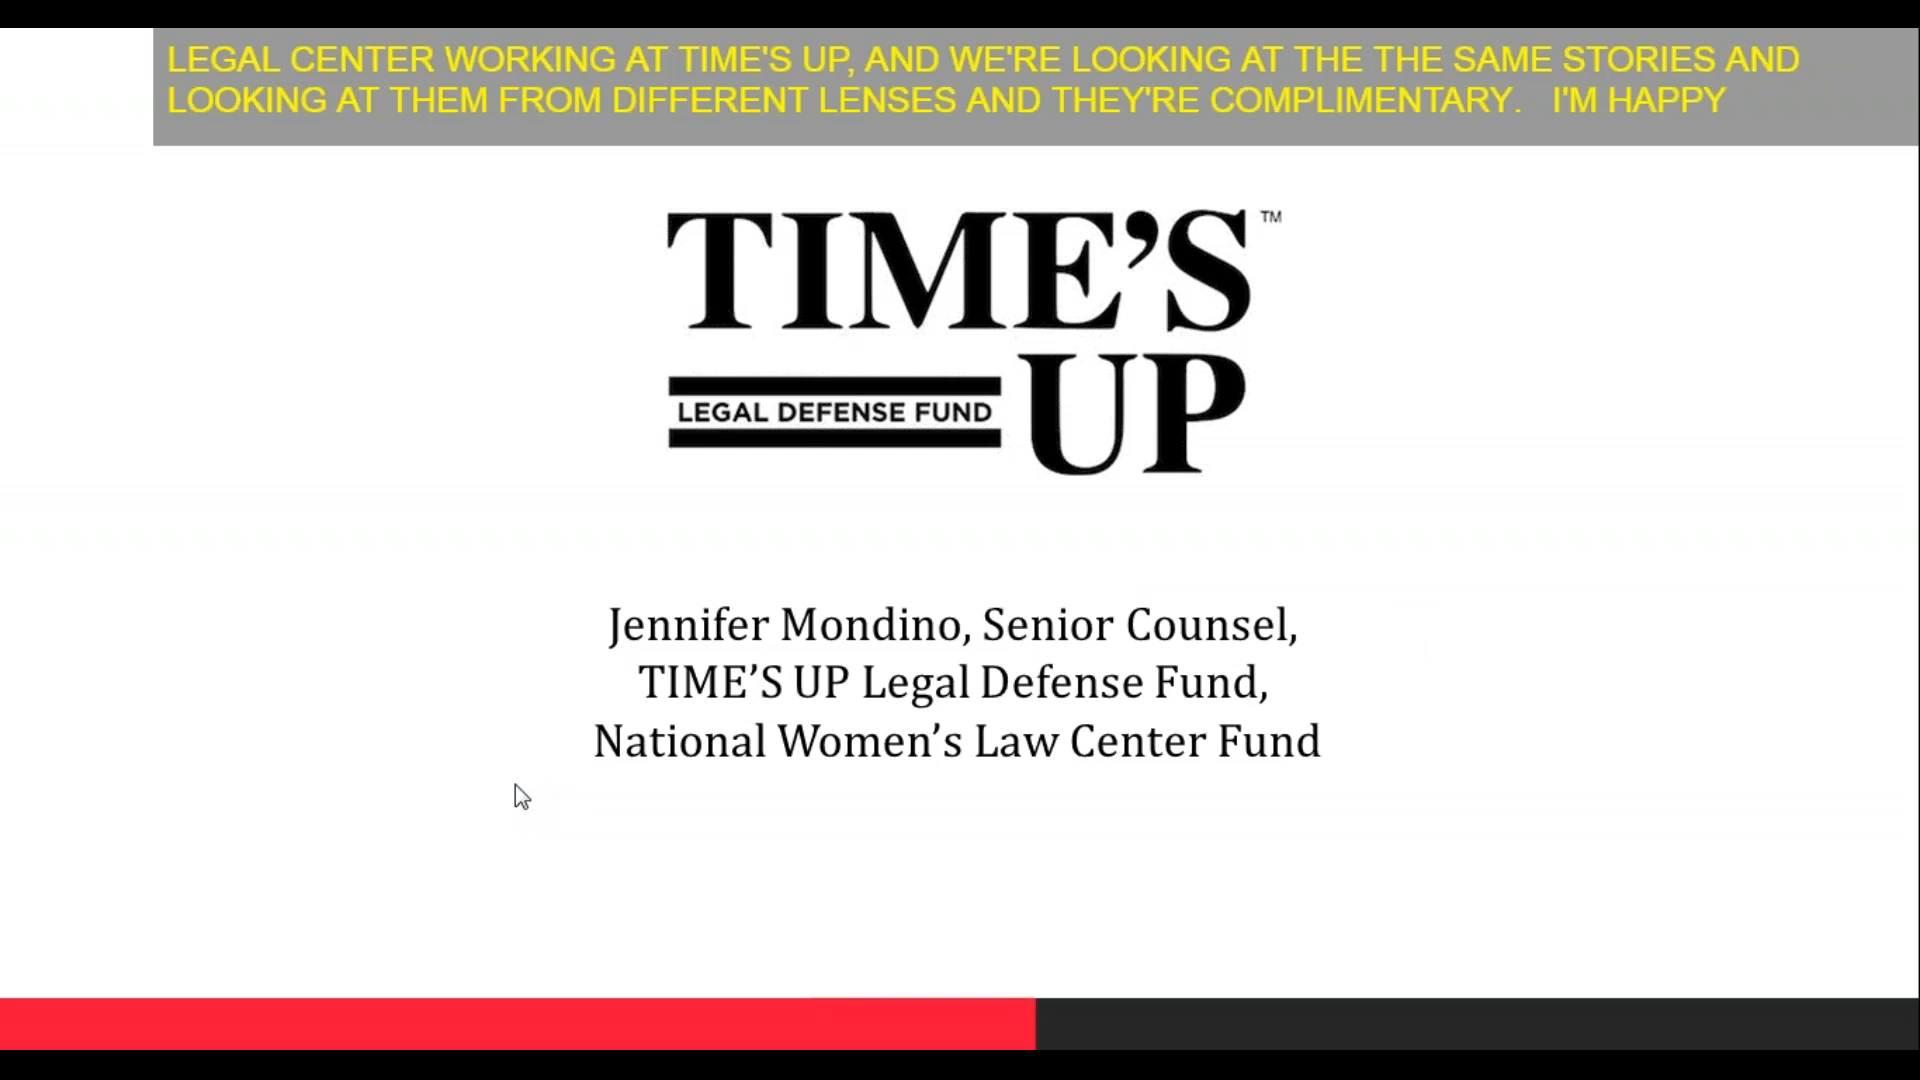 LEGAL CENTER WORKING AT TIME'S UP, AND WE'RE LOOKING AT THE THE SAME STORIES AND
LOOKING AT THEM FROM DIFFERENT LENSES AND THEY'RE COMPLIMENTARY. I'M HAPPY
TIME’S ™
UP
LEGAL DEFENSE FUND
Jennifer Mondino, Senior Counsel,
TIME’S UP Legal Defense Fund,
National Women’s Law Center Fund